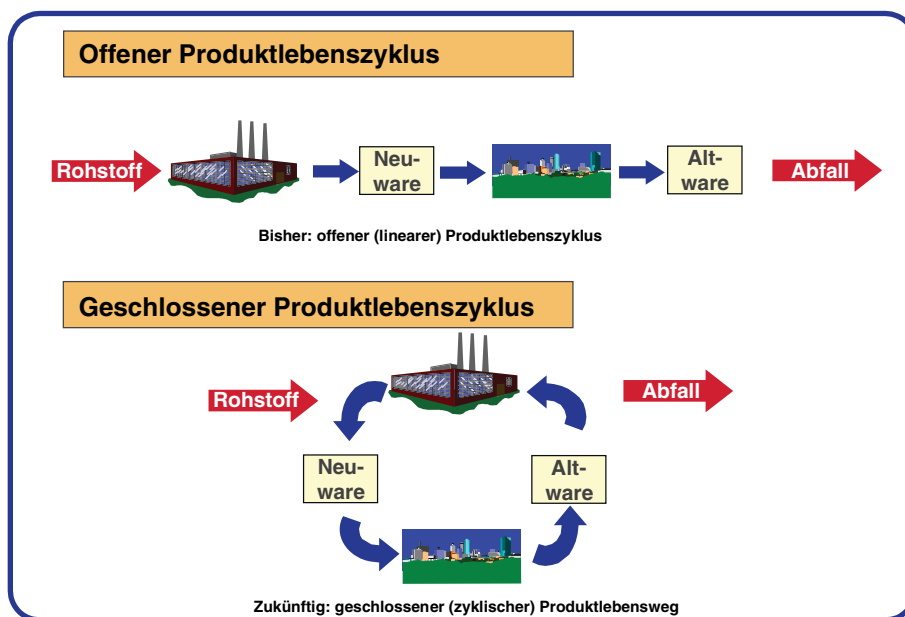 Offener Produktlebenszyklus
Rohstoff
Neu-
ware
Alt-
ware
Abfall
Bisher: offener (linearer) Produktlebenszyklus
Geschlossener Produktlebenszyklus
Rohstoff
Abfall
Neu-
ware
Alt-
ware
Zukünftig: geschlossener (zyklischer) Produktlebensweg